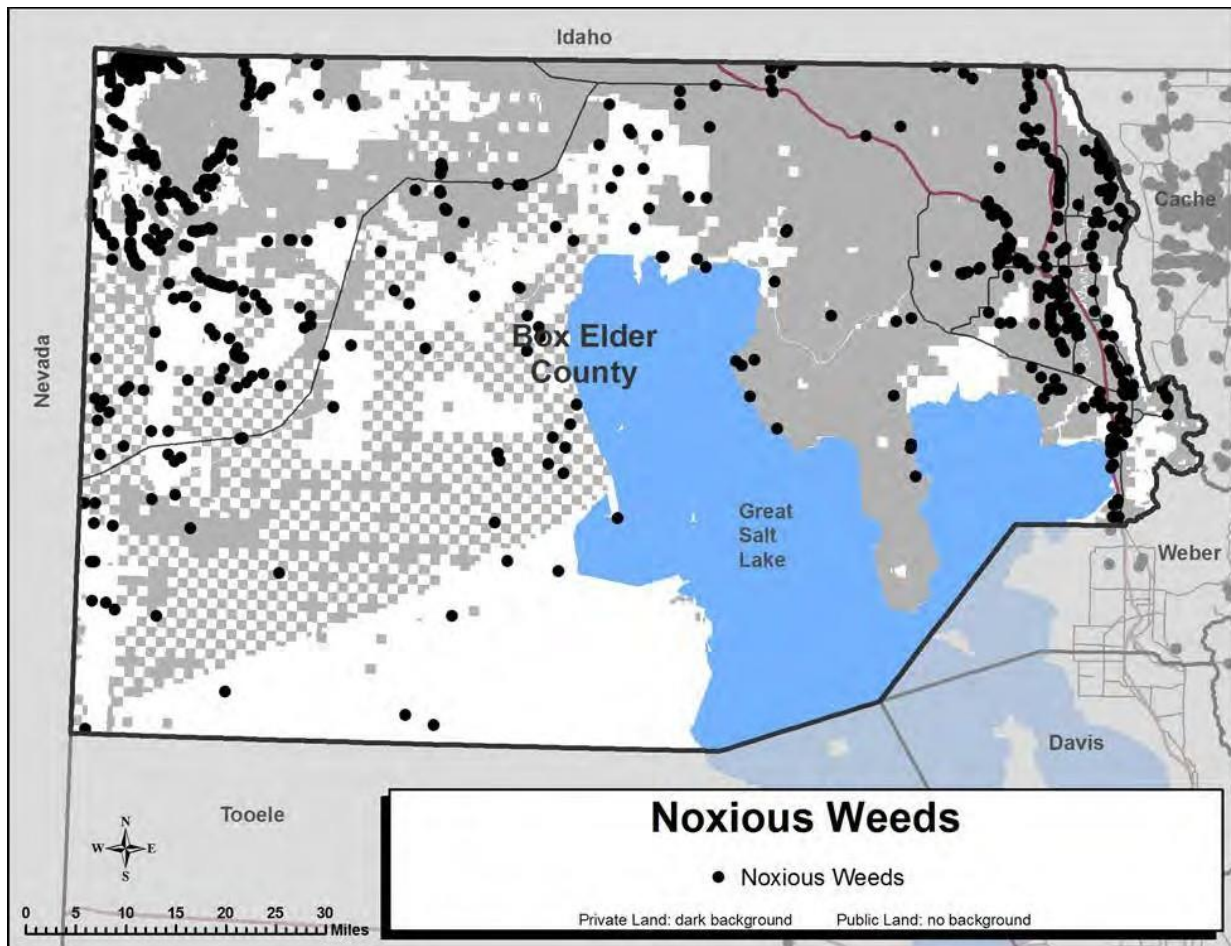 Idaho
Cache
Nevada
Box Elder
County
Great
Salt
Lake
Weber
Davis
Tooele
Noxious Weeds
N
W E
S
Noxious Weeds
0 5 10 15 20 25 30
Miles
Private Land: dark background Public Land: no background